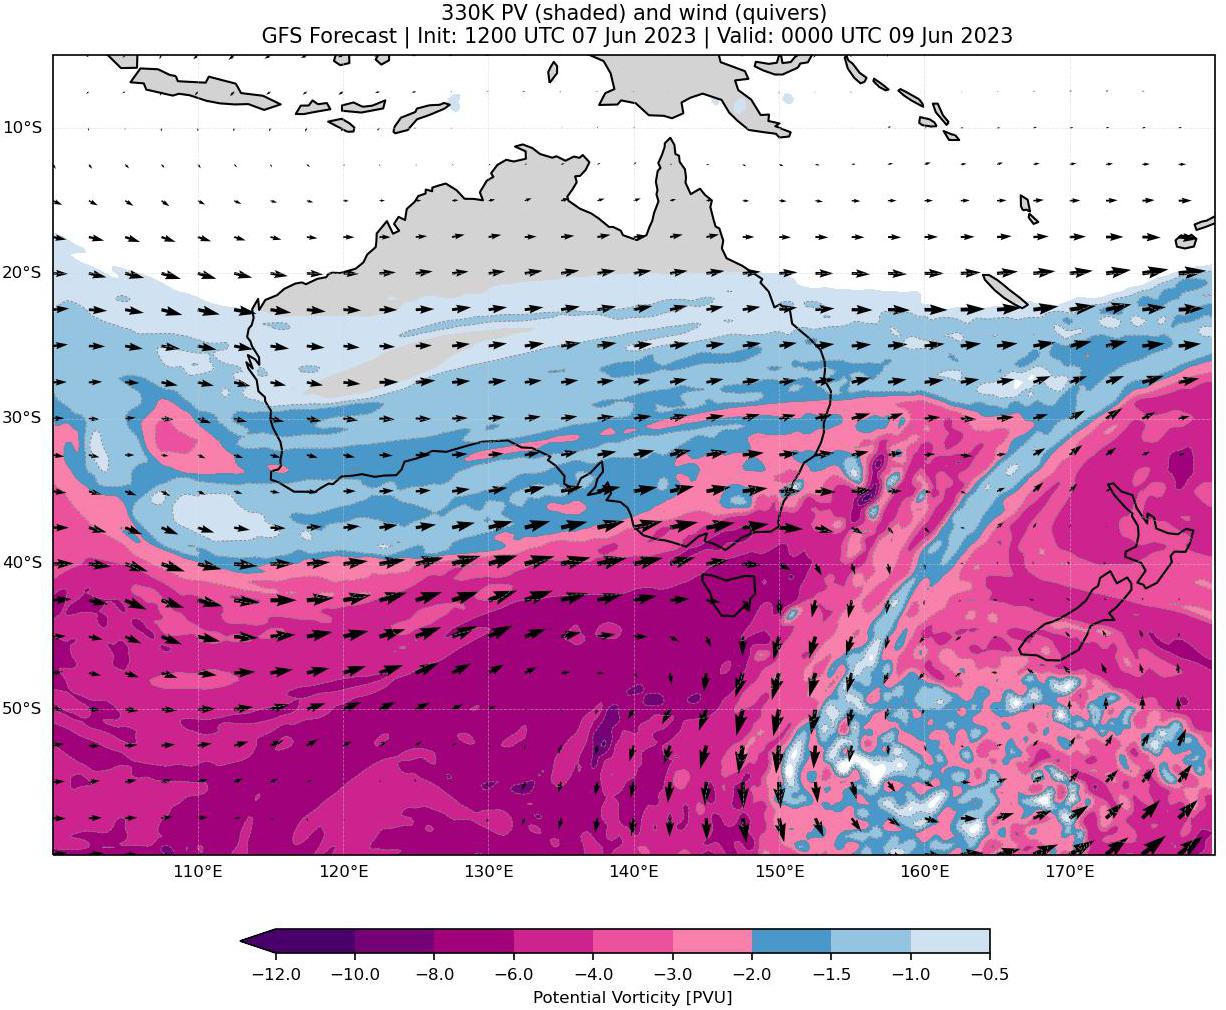 330K PV (shaded) and wind (quivers)
GFS Forecast | Init: 1200 UTC 07 Jun 2023 | Valid: 0000 UTC 09 Jun 2023
10°S
20°S
30°S
40°S
50°S
110°E 120°E 130°E 140°E 150°E 160°E 170°E
−12.0 −10.0 −8.0 −6.0 −4.0 −3.0 −2.0 −1.5 −1.0 −0.5
Potential Vorticity [PVU]